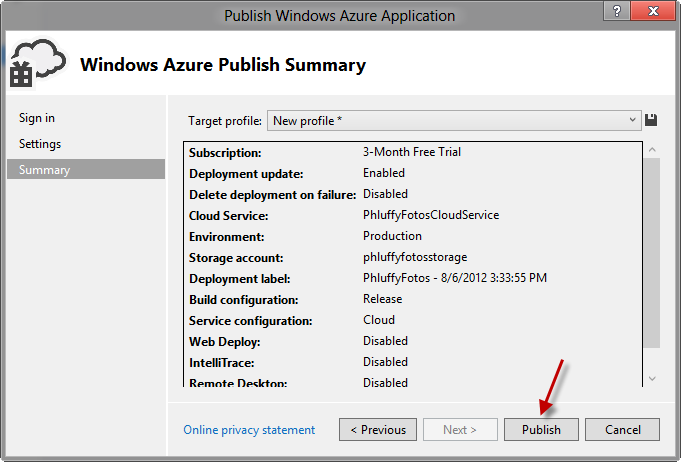 Publish Windows Azure Application
Windows Azure Publish Summary
Sign in
Settings
Summary
Target profile: New profile *
Subscription: 3-Month Free Trial
Deployment update: Enabled
Delete deployment on failure: Disabled
Cloud Service: PhluffyFotosCloudService
Environment: Production
Storage account: phluffyfotosstorage
Deployment label: PhluffyFotos - 8/6/2012 3:33:55 PM
Build configuration: Release
Service configuration: Cloud
Web Deploy: Disabled
IntelliTrace: Disabled
Remote Desktop: Disabled
Online privacy statement < Previous Next > Publish Cancel